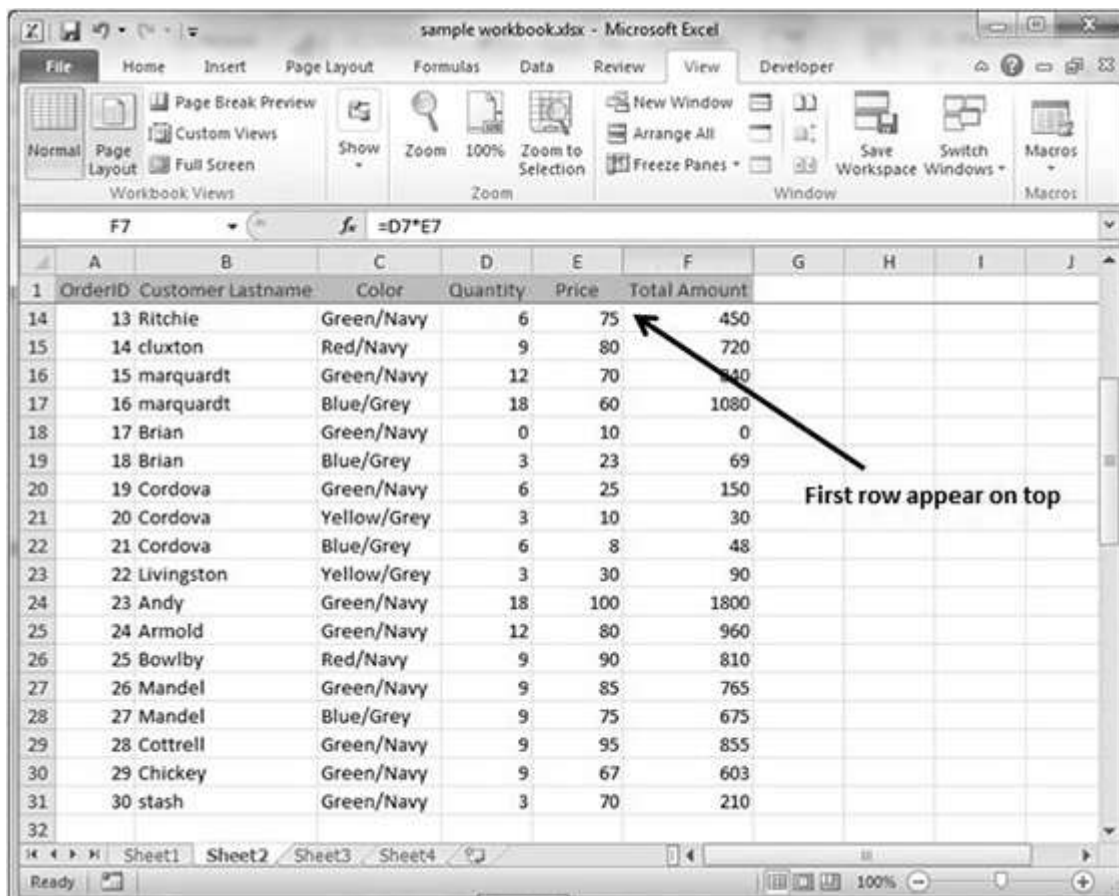 sample workbook.xlsx - Microsoft Excel
File Home Insert Page Layout Formulas Data Review View Developer
Normal Page Layout Page Break Preview Custom Views Full Screen Show Zoom 100% Zoom to Selection New Window Arrange All Freeze Panes Save Workspace Switch Windows Macros
Workbook Views Zoom Window Macros
F7 fx =D7*E7
A B C D E F G H I J
1 OrderID Customer Lastname Color Quantity Price Total Amount
14 13 Ritchie Green/Navy 6 75 450
15 14 cluxton Red/Navy 9 80 720
16 15 marquardt Green/Navy 12 70
17 16 marquardt Blue/Grey 18 60 1080
18 17 Brian Green/Navy 0 10 0
19 18 Brian Blue/Grey 3 23 69
20 19 Cordova Green/Navy 6 25 150
First row appear on top
21 20 Cordova Yellow/Grey 3 10 30
22 21 Cordova Blue/Grey 6 8 48
23 22 Livingston Yellow/Grey 3 30 90
24 23 Andy Green/Navy 18 100 1800
25 24 Armold Green/Navy 12 80 960
26 25 Bowlby Red/Navy 9 90 810
27 26 Mandel Green/Navy 9 85 765
28 27 Mandel Blue/Grey 9 75 675
29 28 Cottrell Green/Navy 9 95 855
30 29 Chickey Green/Navy 9 67 603
31 30 stash Green/Navy 3 70 210
32
Sheet1 Sheet2 Sheet3 Sheet4
Ready 100%